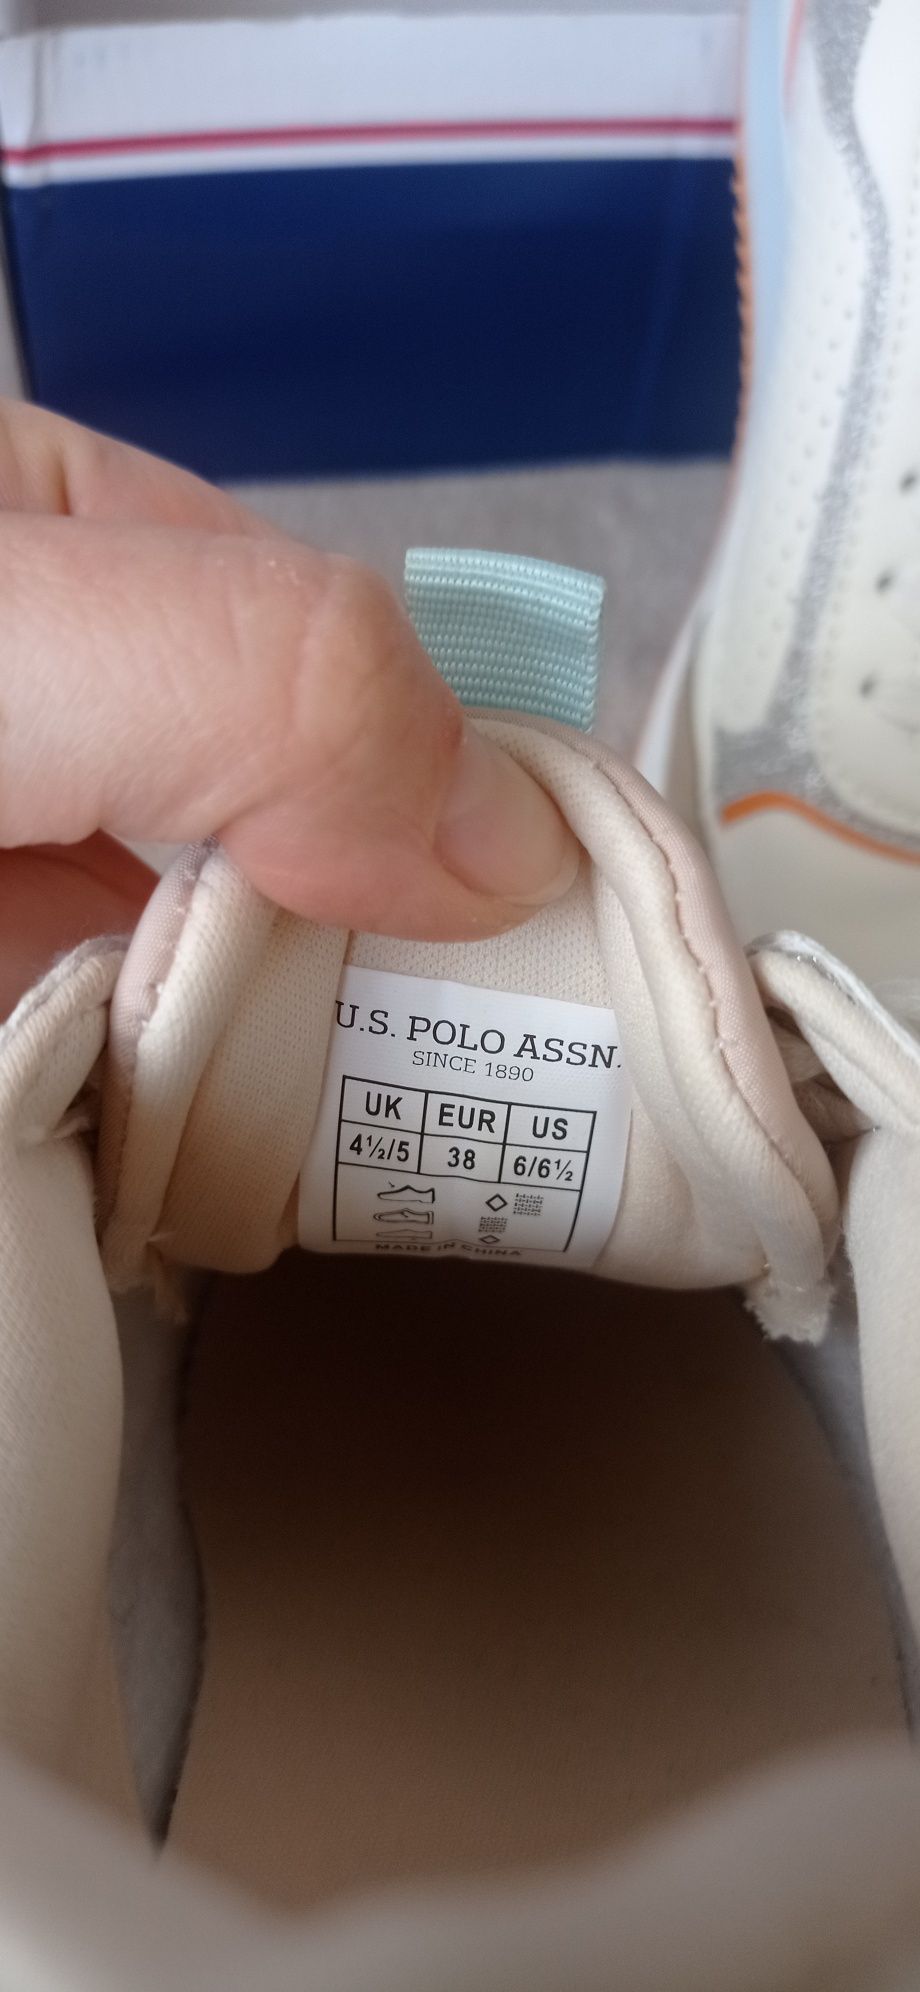 U.S. POLO ASSN.
SINCE 1890
UK EUR US
4½/5 38 6/6½
MADE IN CHINA